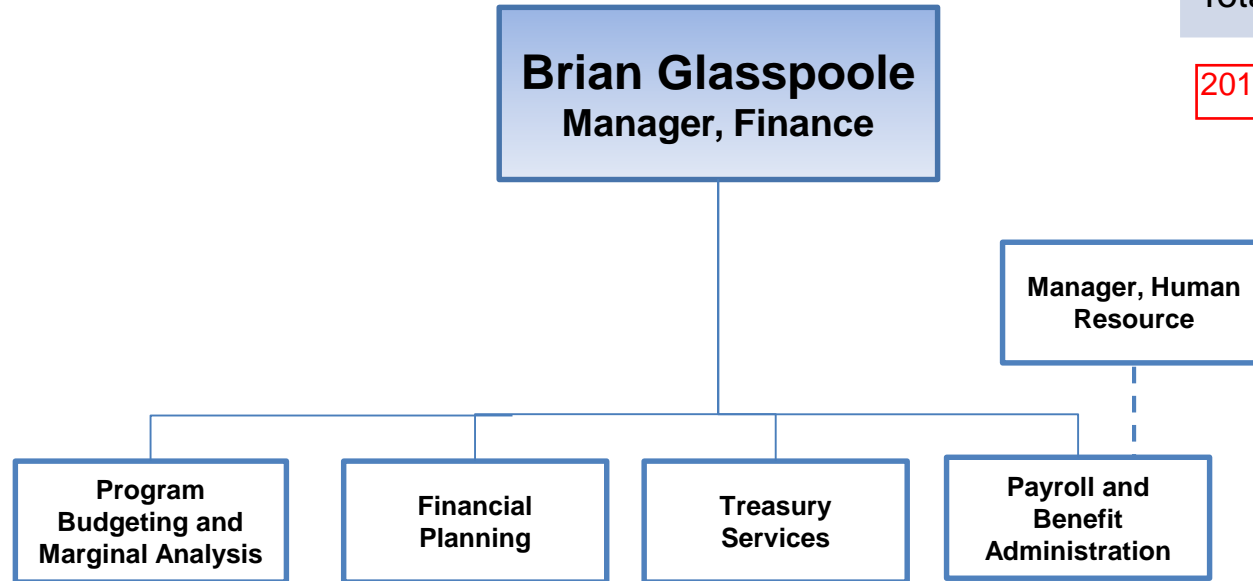 Brian Glasspoole
Manager, Finance
Manager, Human
Resource
Program
Budgeting and
Marginal Analysis
Financial
Planning
Treasury
Services
Payroll and
Benefit
Administration